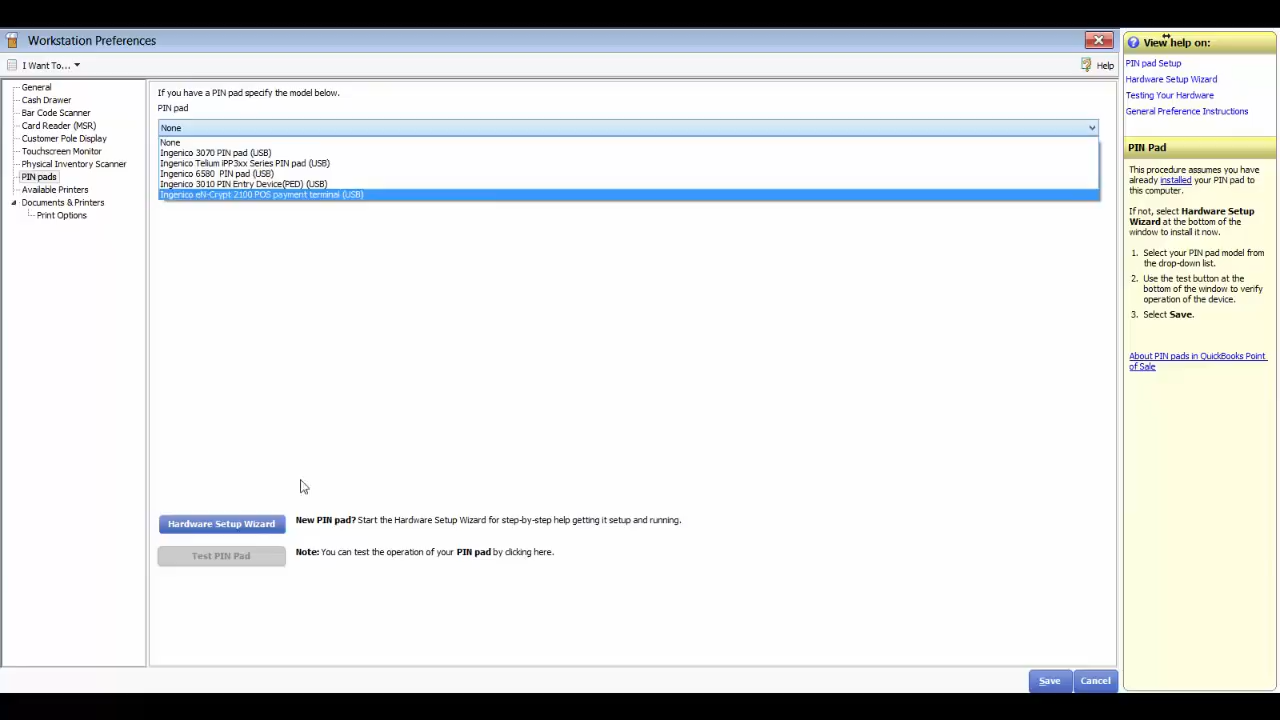 Workstation Preferences
I Want To...
Help
General
Cash Drawer
Bar Code Scanner
Card Reader (MSR)
Customer Pole Display
Touchscreen Monitor
Physical Inventory Scanner
PIN pads
Available Printers
Documents & Printers
Print Options
If you have a PIN pad specify the model below.
PIN pad
None
None
Ingenico 3070 PIN pad (USB)
Ingenico Telium iPP3xx Series PIN pad (USB)
Ingenico 6580 PIN pad (USB)
Ingenico 3010 PIN Entry Device(PED) (USB)
Ingenico eN-Crypt 2100 POS payment terminal (USB)
Hardware Setup Wizard
New PIN pad? Start the Hardware Setup Wizard for step-by-step help getting it setup and running.
Test PIN Pad
Note: You can test the operation of your PIN pad by clicking here.
Save
Cancel
View help on:
PIN pad Setup
Hardware Setup Wizard
Testing Your Hardware
General Preference Instructions
PIN Pad
This procedure assumes you have
already installed your PIN pad to
this computer.
If not, select Hardware Setup
Wizard at the bottom of the
window to install it now.
1. Select your PIN pad model from
the drop-down list.
2. Use the test button at the
bottom of the window to verify
operation of the device.
3. Select Save.
About PIN pads in QuickBooks Point
of Sale